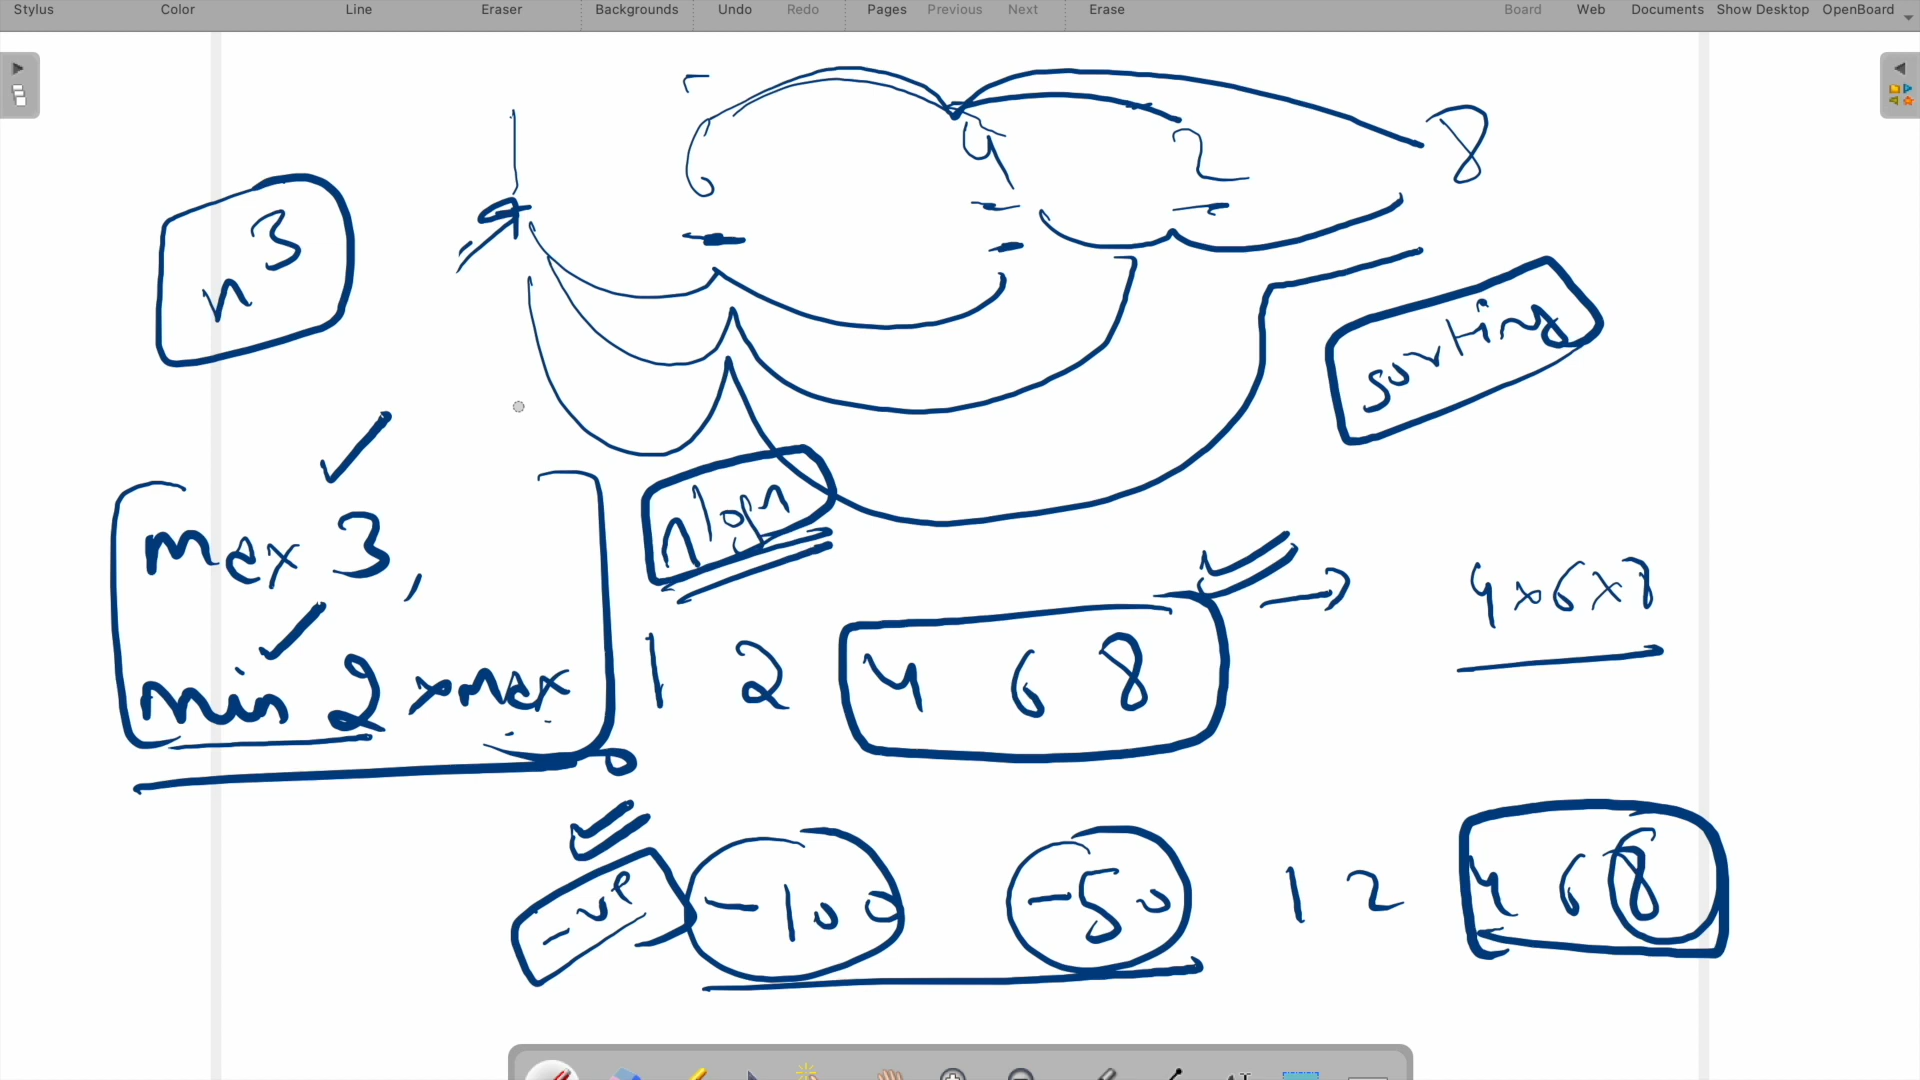 Stylus Color Line Eraser Backgrounds Undo Redo Pages Previous Next Erase Board Web Documents Show Desktop OpenBoard
1 6 4 2 8
n³
sorting
nlogn
max 3,
min 2 x max
1 2 4 6 8
4x6x8
-ve -100 -50 1 2 4 6 8